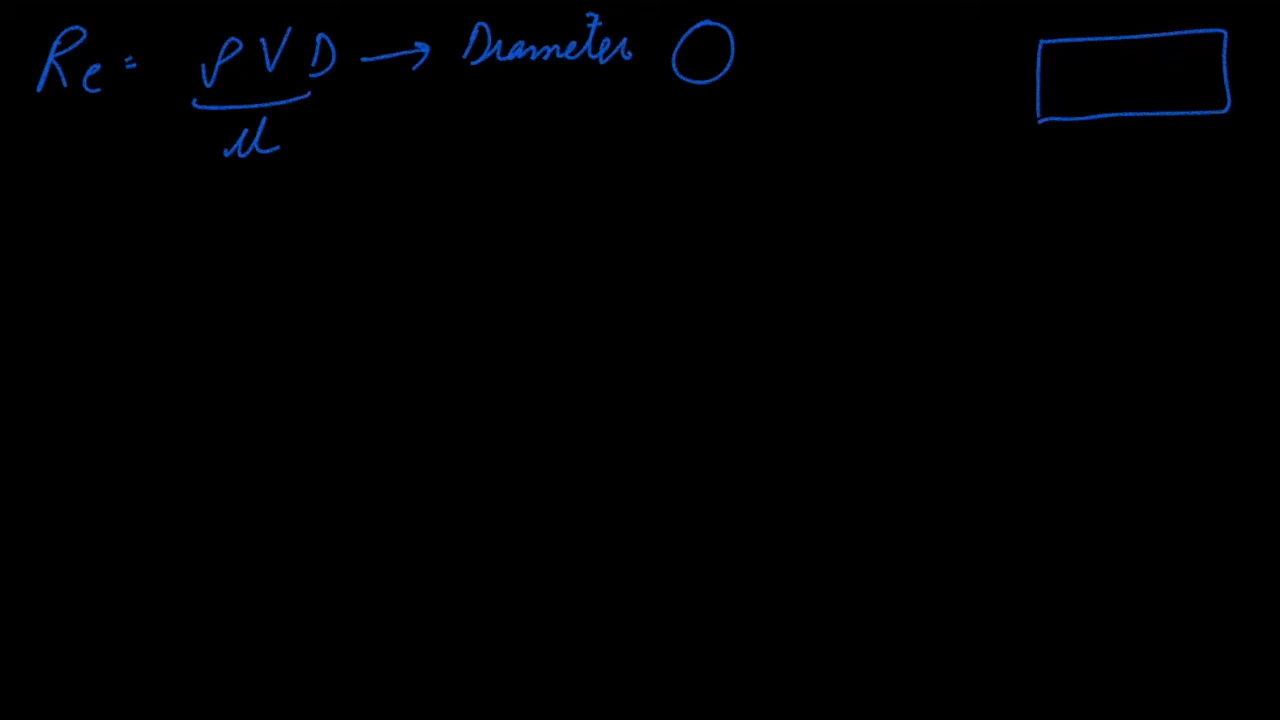 Re = ρVD → Diameter
μ